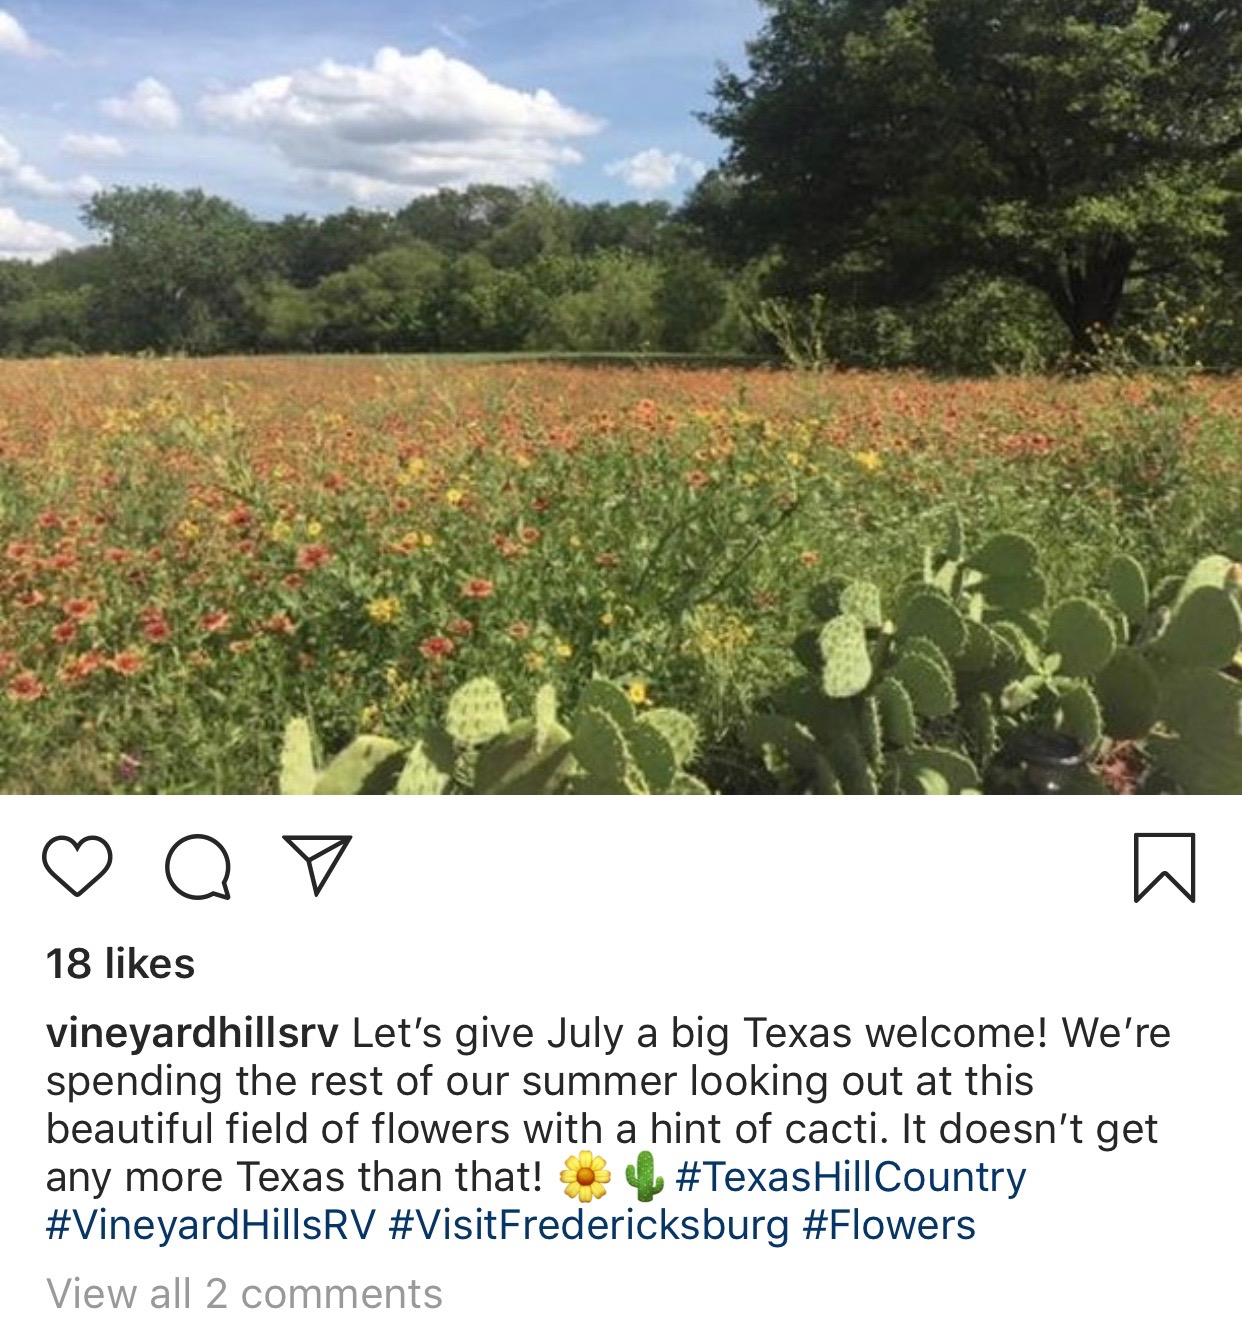 18 likes
vineyardhillsrv Let’s give July a big Texas welcome! We’re
spending the rest of our summer looking out at this
beautiful field of flowers with a hint of cacti. It doesn’t get
any more Texas than that! 🌼🌵 #TexasHillCountry
#VineyardHillsRV #VisitFredericksburg #Flowers
View all 2 comments